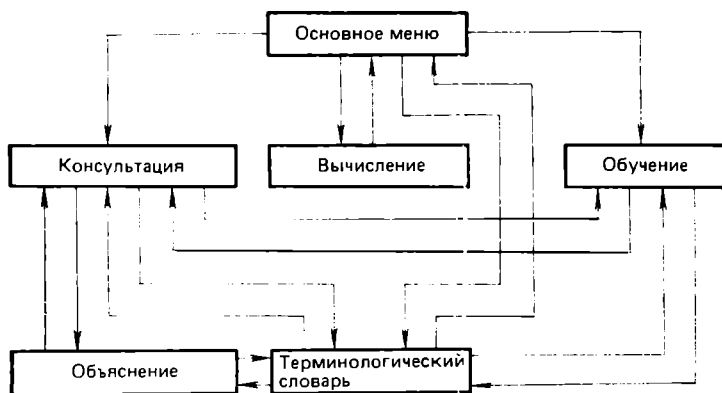 Основное меню
Консультация
Вычисление
Обучение
Объяснение
Терминологический
словарь